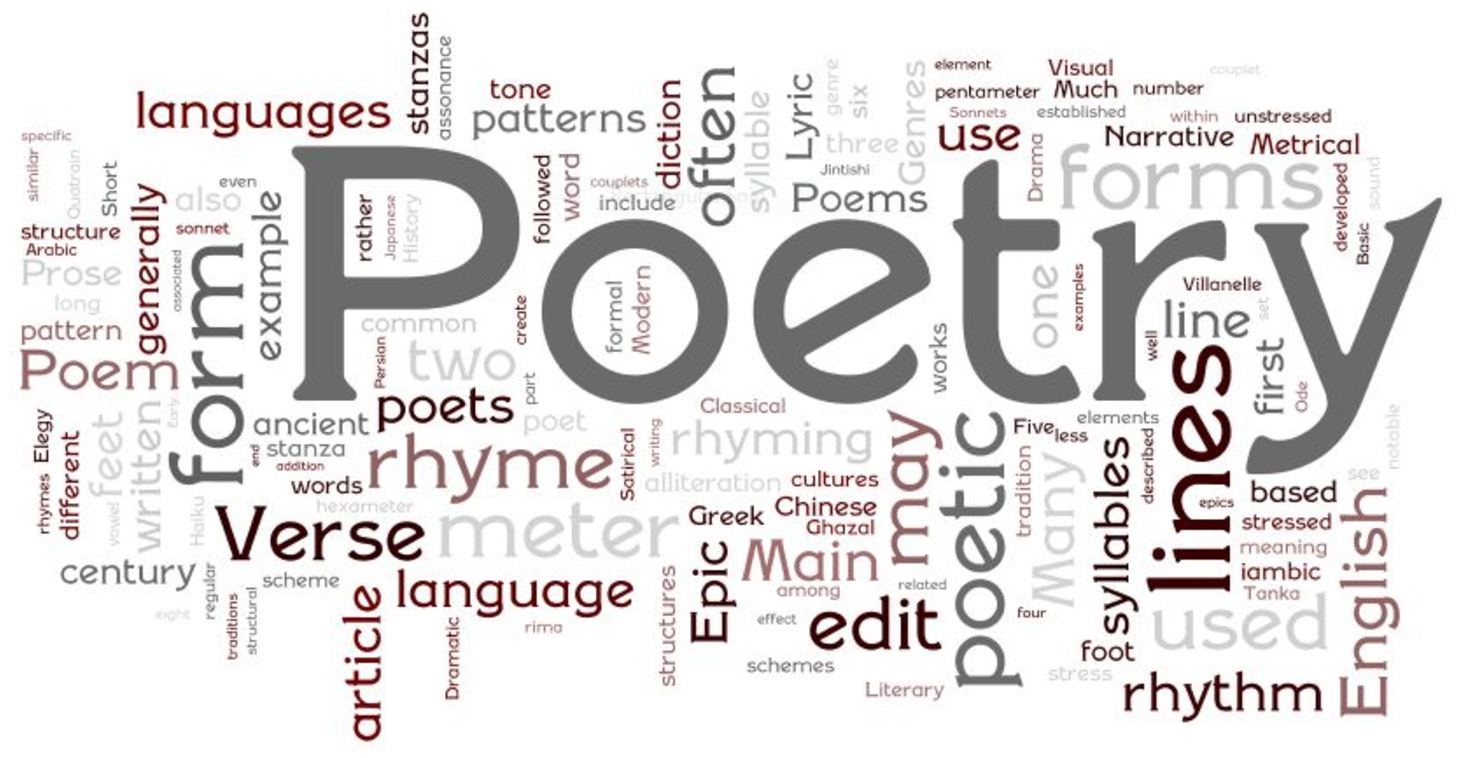 Poetry
stanzas
assonance
languages
tone
patterns
diction
often
syllable
Lyric
genre
six
three
Genres
Jintishi
Poems
element
pentameter
Sonnets
use
Visual
Much
established
number
couplet
within
unstressed
Narrative
Metrical
Drama
forms
developed
Basic
sound
specific
similar
Quatrain
Short
structure
Arabic
Prose
long
pattern
Poem
generally
also
even
sonnet
associated
form
example
rather
Japanese
History
followed
word
couplets
include
common
Persian
two
create
part
formal
Modern
works
one
examples
well
Villanelle
line
set
first
Ode
lines
Elegy
rhymes
different
feet
vowel
written
Early
Haiku
ancient
end
stanza
addition
words
poets
poet
rhyme
hexameter
Verse
meter
Satirical
writing
Classical
rhyming
alliteration
cultures
Chinese
Ghazal
Greek
Epic
Main
among
may
poetic
Five
less
elements
tradition
Many
syllables
described
epics
notable
see
based
stressed
meaning
iambic
Tanka
English
used
century
regular
scheme
eight
traditions
structural
article
language
Dramatic
rima
structures
effect
related
edit
schemes
Literary
four
foot
stress
rhythm